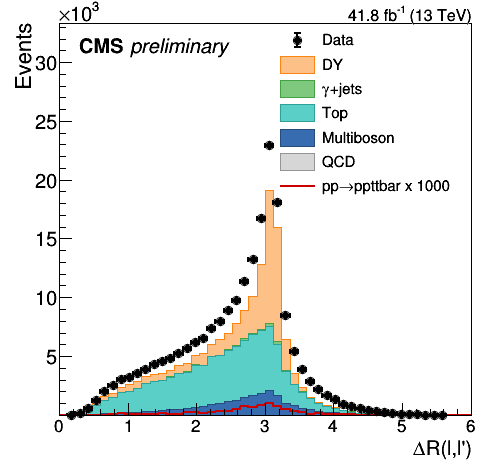 ×10³
41.8 fb⁻¹ (13 TeV)
CMS preliminary
Events
Data
DY
γ+jets
Top
Multiboson
QCD
pp→ppttbar x 1000
30
25
20
15
10
5
0 1 2 3 4 5 6
ΔR(l,l')